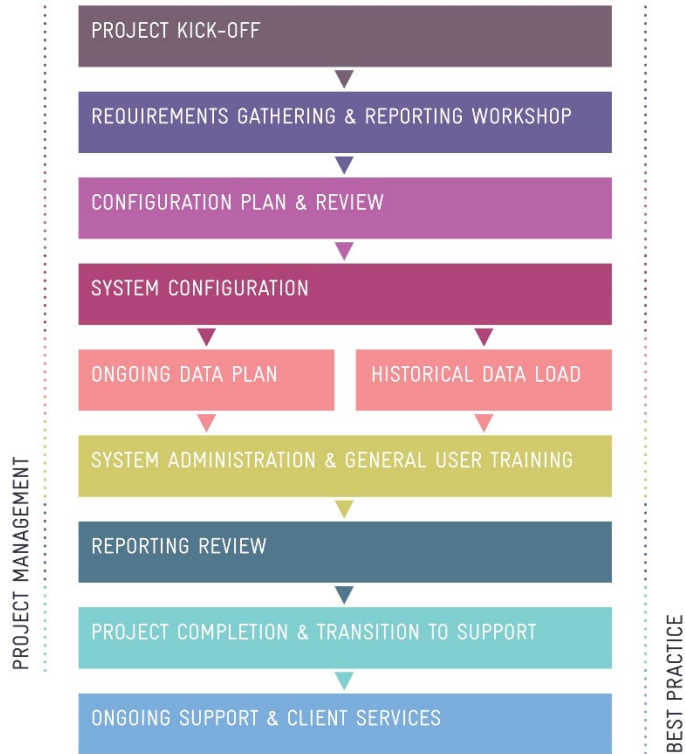 PROJECT KICK-OFF
REQUIREMENTS GATHERING & REPORTING WORKSHOP
CONFIGURATION PLAN & REVIEW
SYSTEM CONFIGURATION
ONGOING DATA PLAN
HISTORICAL DATA LOAD
SYSTEM ADMINISTRATION & GENERAL USER TRAINING
REPORTING REVIEW
PROJECT COMPLETION & TRANSITION TO SUPPORT
ONGOING SUPPORT & CLIENT SERVICES
PROJECT MANAGEMENT
BEST PRACTICE